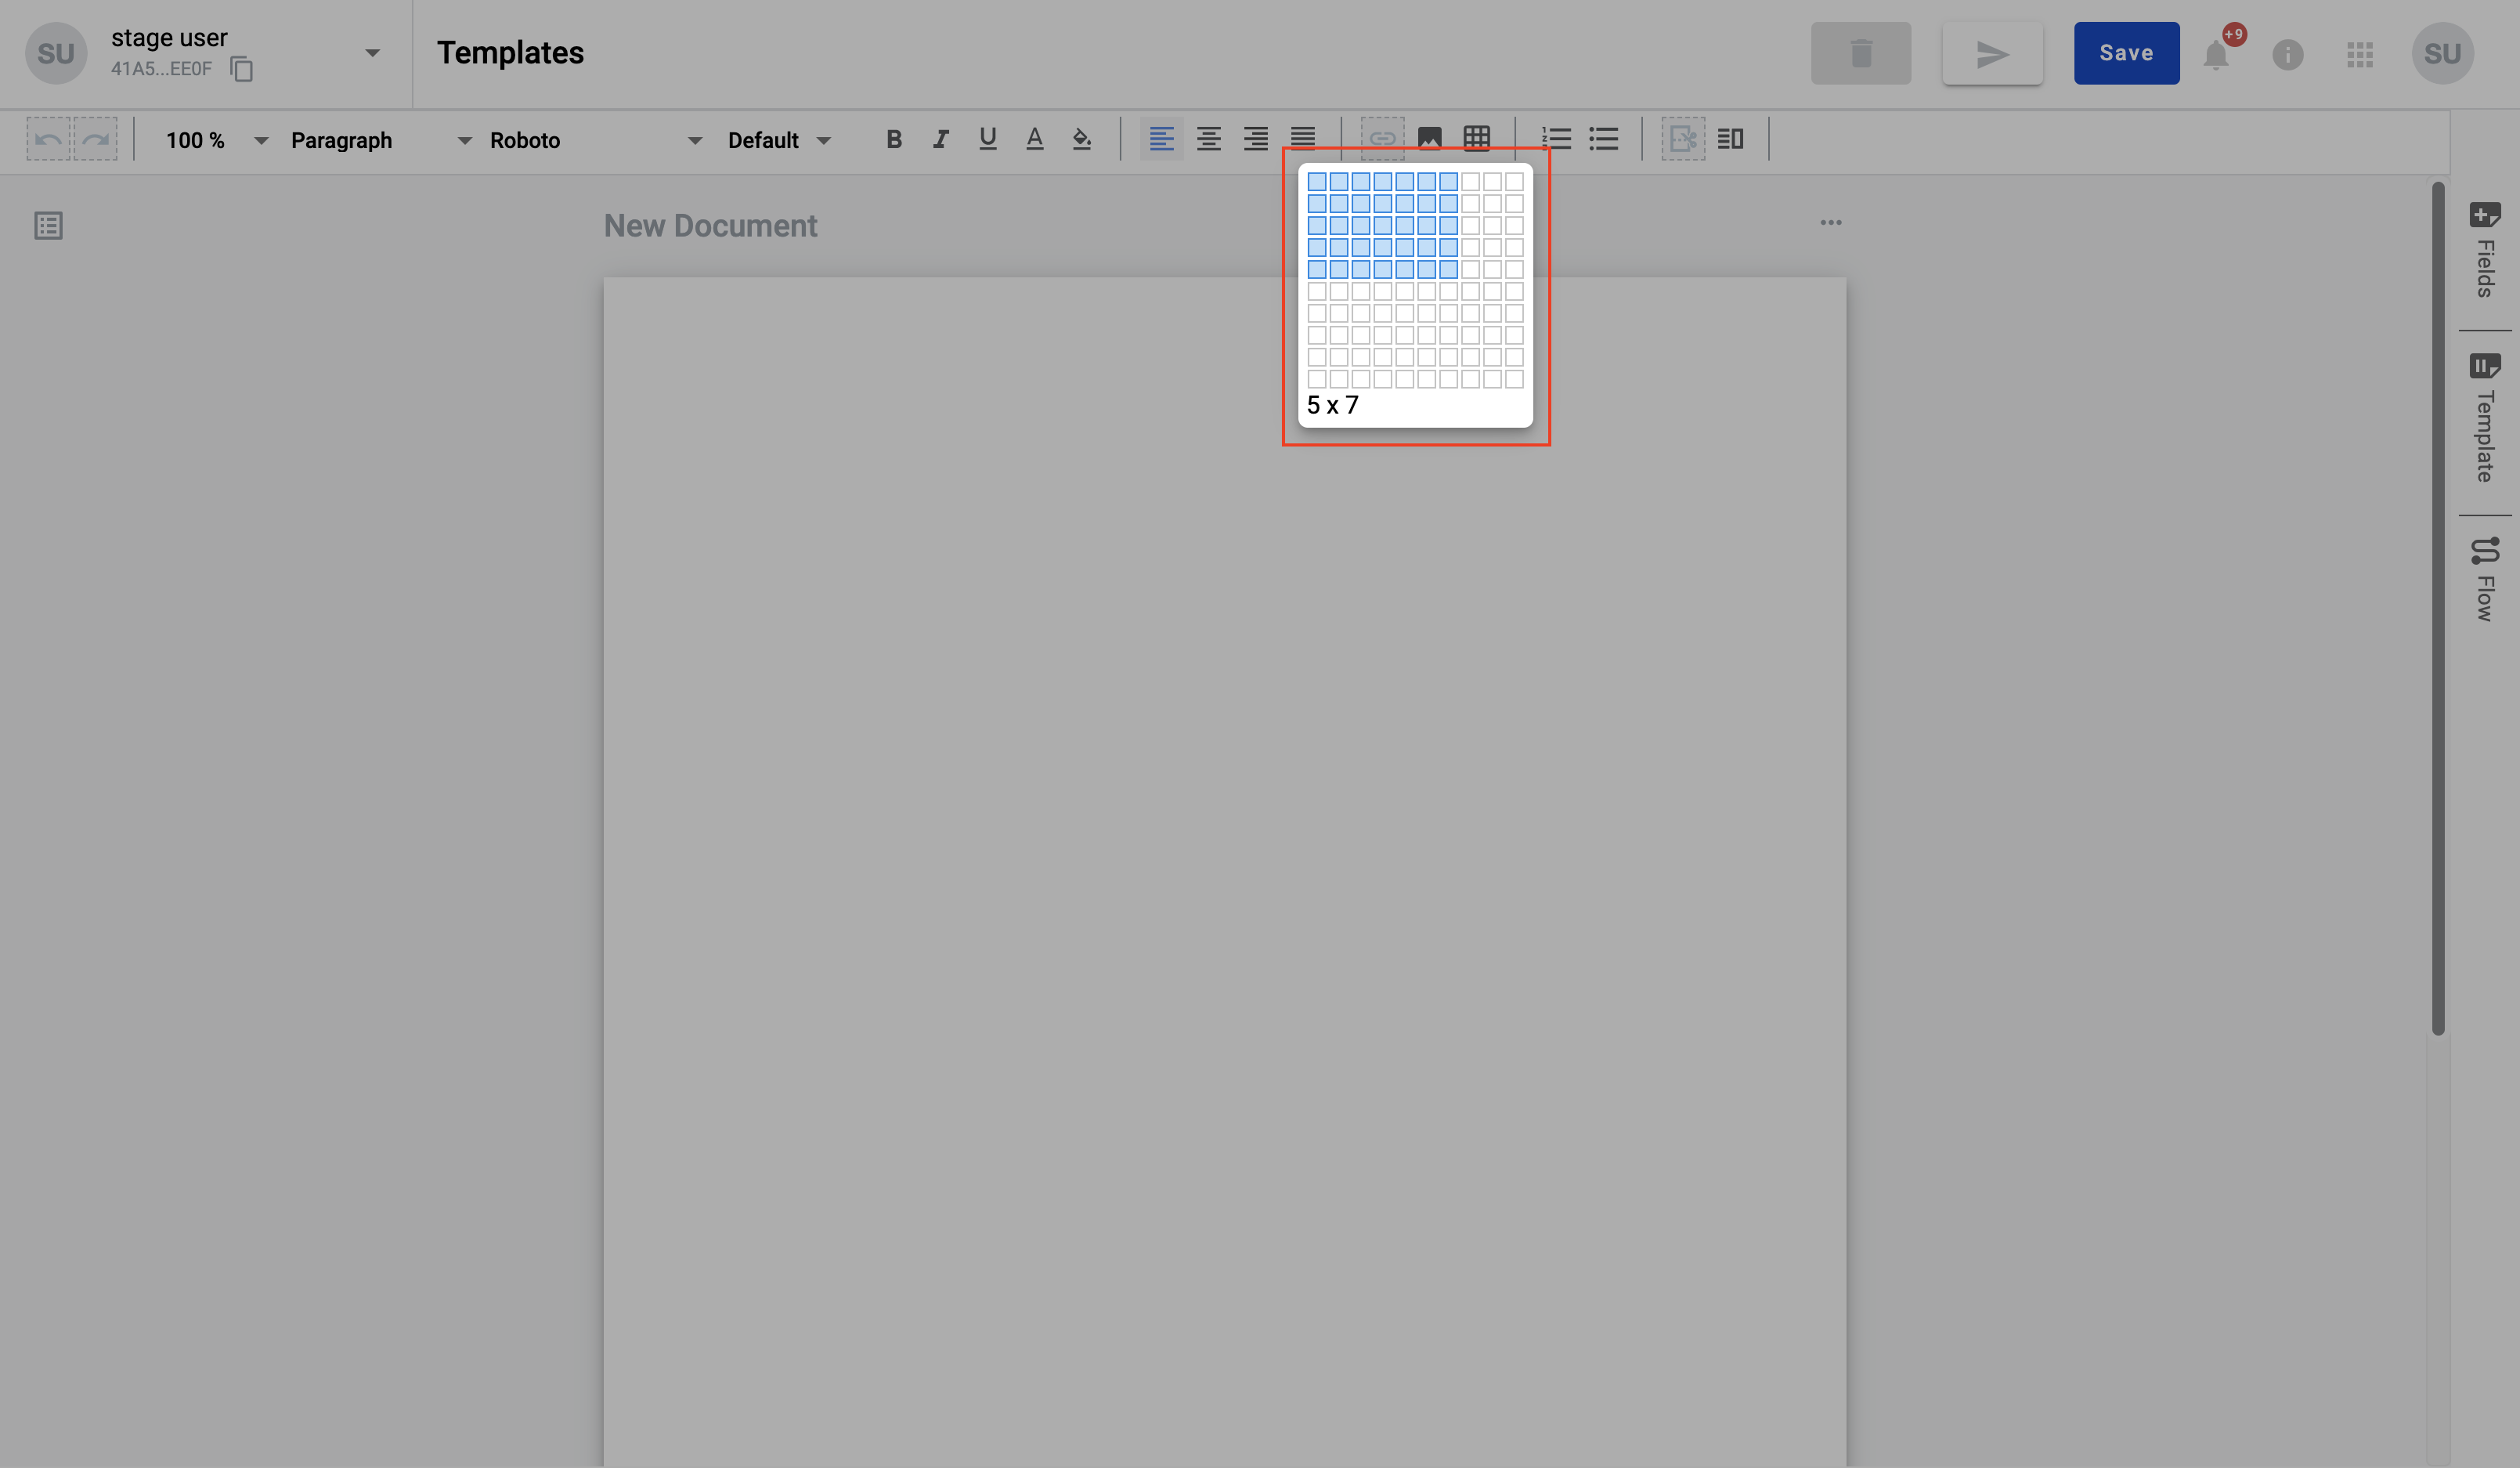 SU
stage user
41A5...EE0F
Templates
Save
+9
SU
100 %
Paragraph
Roboto
Default
B
I
U
A
New Document
5 x 7
Fields
Template
Flow